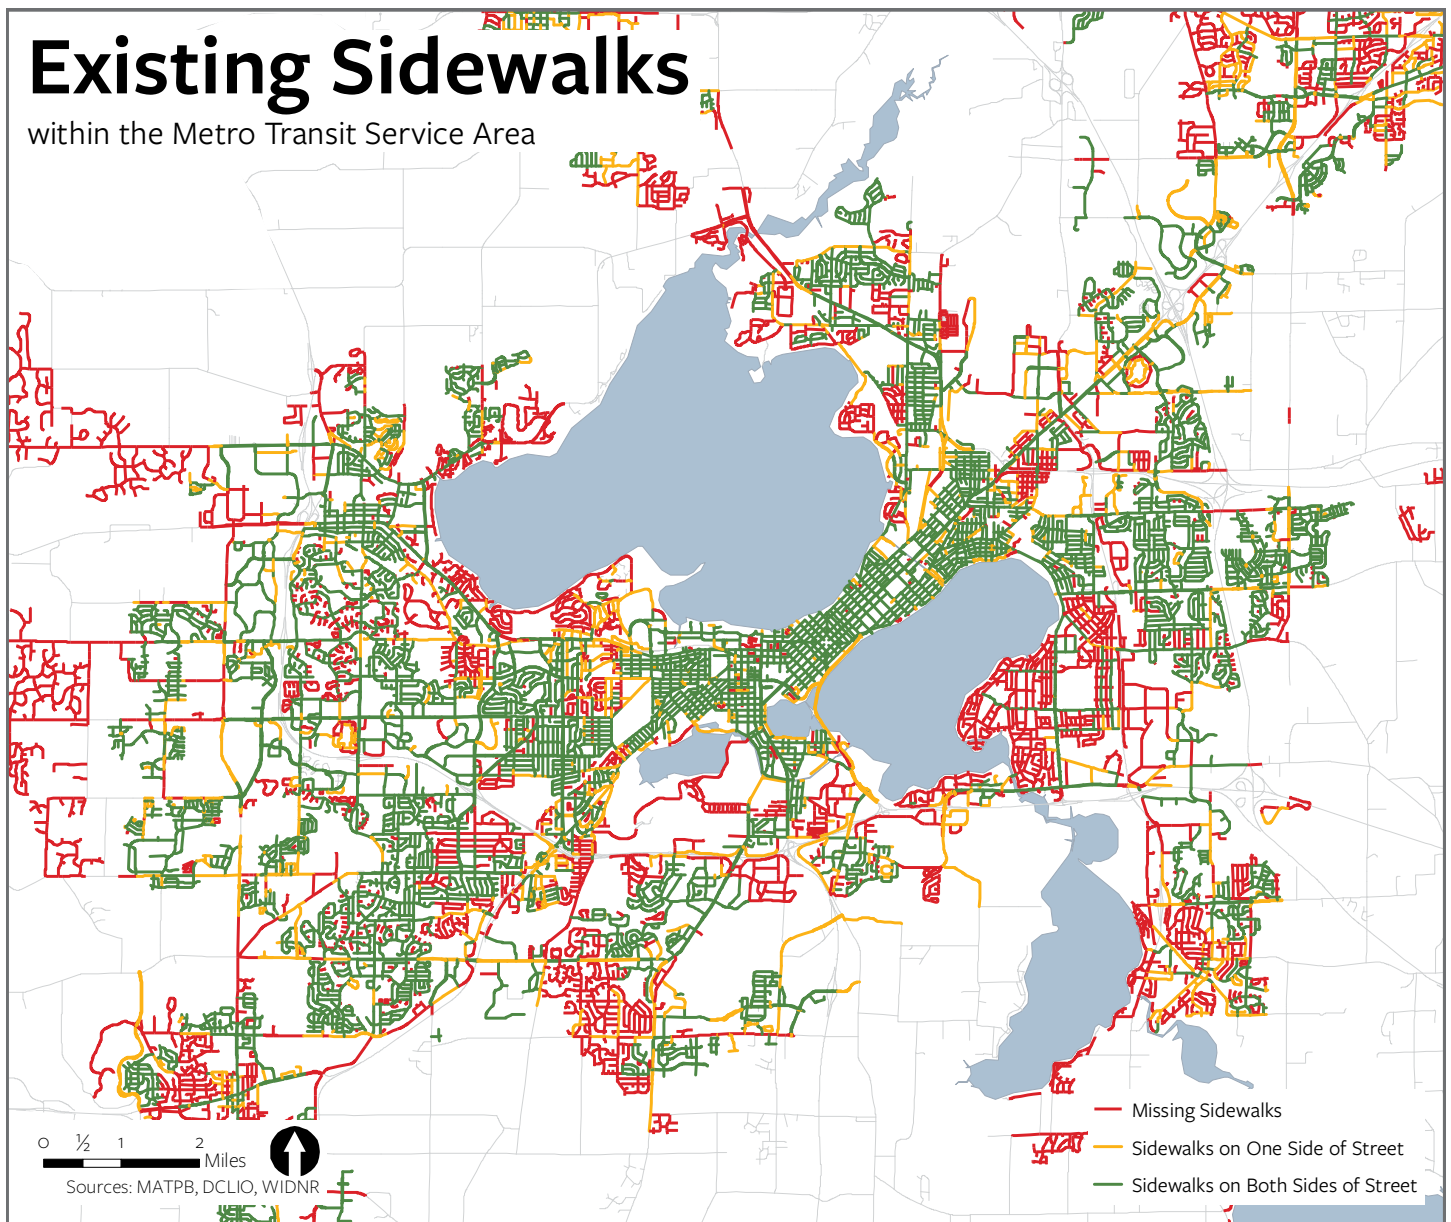 Existing Sidewalks
within the Metro Transit Service Area
Missing Sidewalks
Sidewalks on One Side of Street
Sidewalks on Both Sides of Street
0 ½ 1 2
Miles
Sources: MATPB, DCLIO, WIDNR